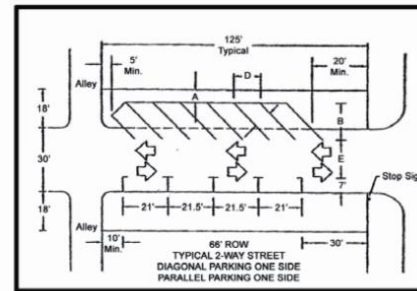 125'
Typical
5'
Min.
20'
Min.
D
Alley
A
18'
B
30'
E
7'
Stop Sig
18'
21'
21.5'
21.5'
21'
Alley
10'
Min.
30'
66' ROW
TYPICAL 2-WAY STREET
DIAGONAL PARKING ONE SIDE
PARALLEL PARKING ONE SIDE